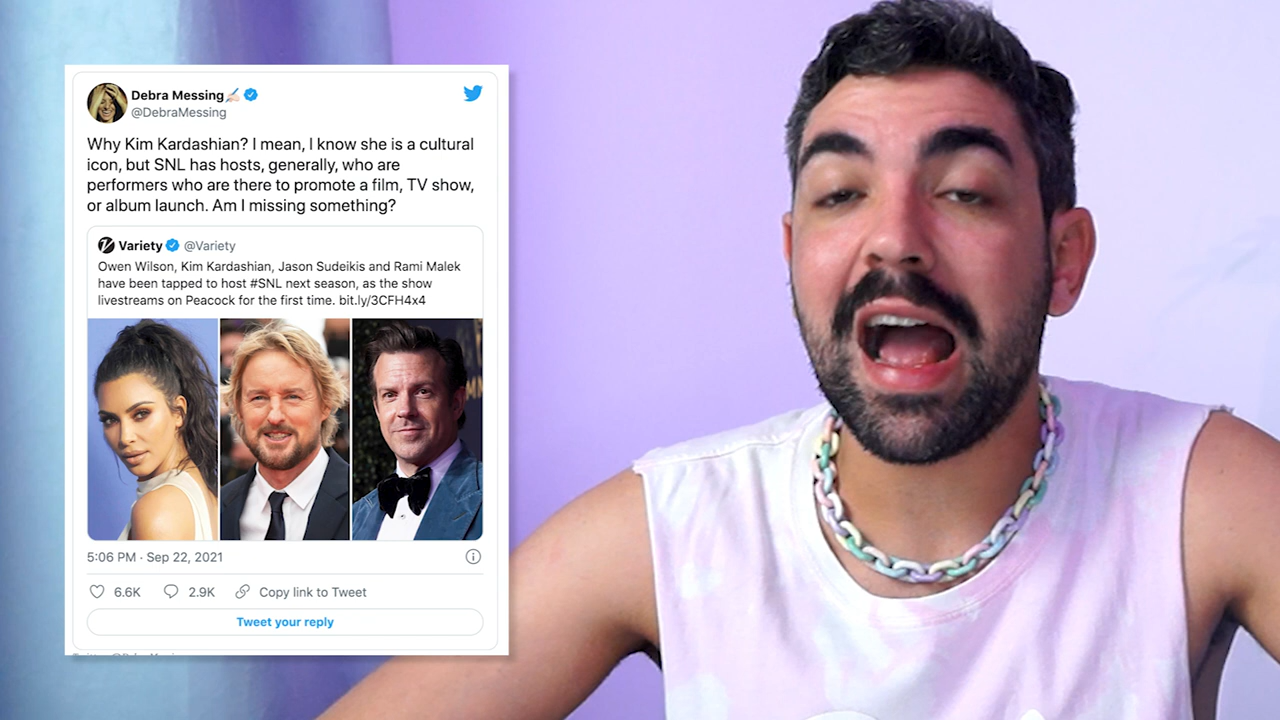 Debra Messing
@DebraMessing
Why Kim Kardashian? I mean, I know she is a cultural
icon, but SNL has hosts, generally, who are
performers who are there to promote a film, TV show,
or album launch. Am I missing something?
Variety @Variety
Owen Wilson, Kim Kardashian, Jason Sudeikis and Rami Malek
have been tapped to host #SNL next season, as the show
livestreams on Peacock for the first time. bit.ly/3CFH4x4
5:06 PM · Sep 22, 2021
6.6K 2.9K Copy link to Tweet
Tweet your reply